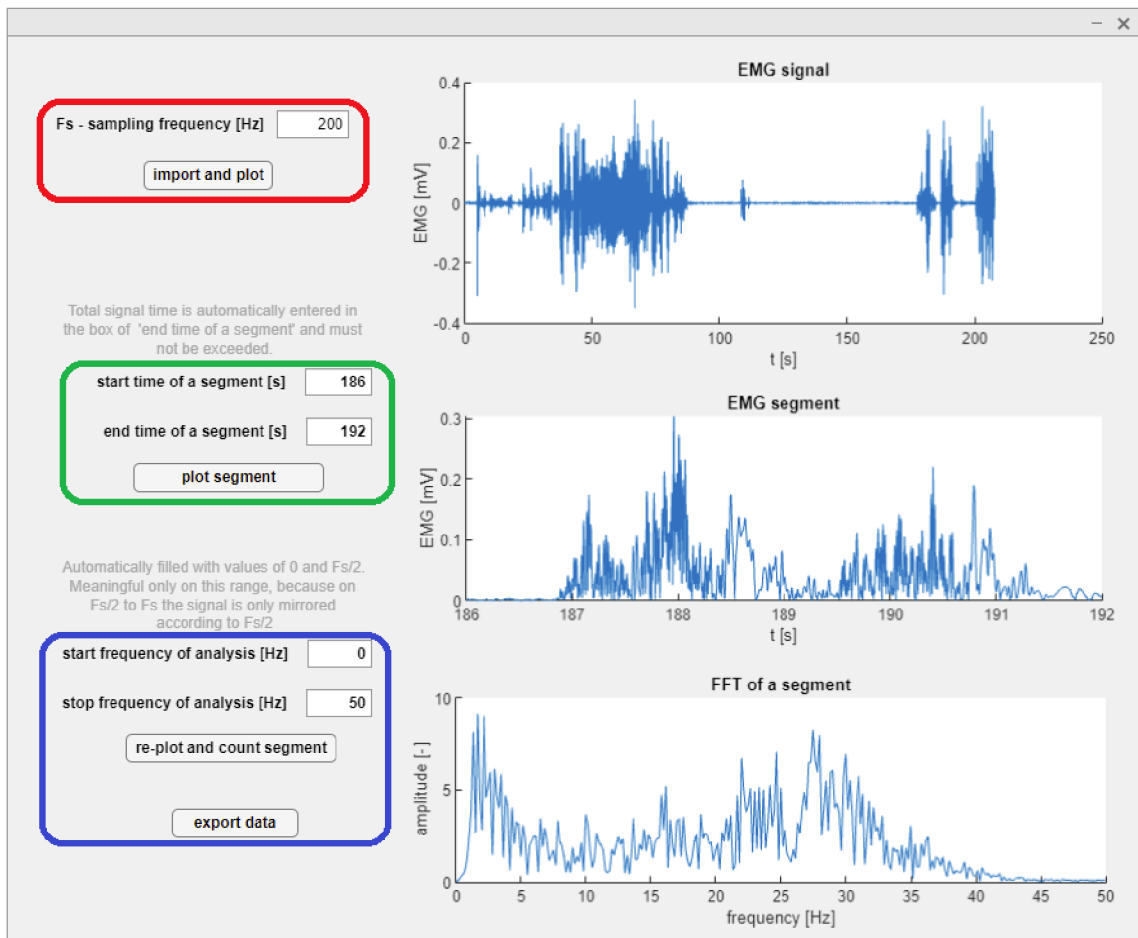 Fs - sampling frequency [Hz] 200
import and plot
Total signal time is automatically entered in
the box of 'end time of a segment' and must
not be exceeded.
start time of a segment [s] 186
end time of a segment [s] 192
plot segment
Automatically filled with values of 0 and Fs/2.
Meaningful only on this range, because on
Fs/2 to Fs the signal is only mirrored
according to Fs/2
start frequency of analysis [Hz] 0
stop frequency of analysis [Hz] 50
re-plot and count segment
export data
EMG signal
EMG [mV]
0.4
0.2
0
-0.2
-0.4
0 50 100 150 200 250
t [s]
EMG segment
EMG [mV]
0.3
0.2
0.1
0
186 187 188 189 190 191 192
t [s]
FFT of a segment
amplitude [-]
10
5
0
0 5 10 15 20 25 30 35 40 45 50
frequency [Hz]